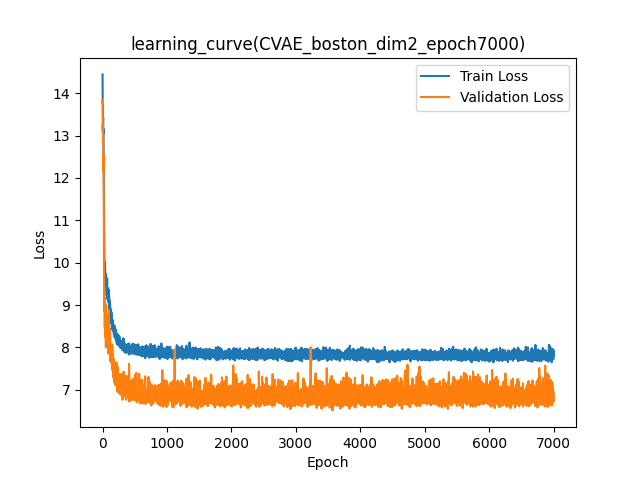 learning_curve(CVAE_boston_dim2_epoch7000)
Train Loss
Validation Loss
14
13
12
11
10
9
8
7
Loss
0 1000 2000 3000 4000 5000 6000 7000
Epoch